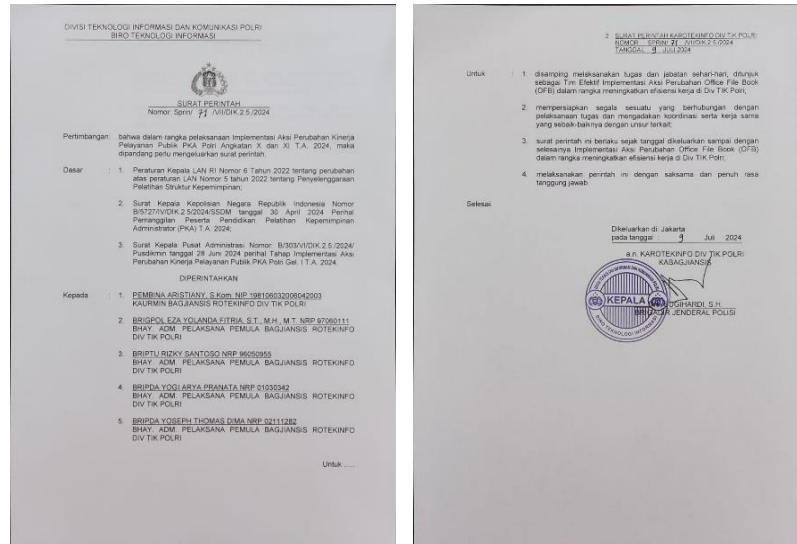 DIVISI TEKNOLOGI INFORMASI DAN KOMUNIKASI POLRI
BIRO TEKNOLOGI INFORMASI
SURAT PERINTAH
Nomor: Sprin/ 71 /VII/DIK.2.5./2024
Pertimbangan: bahwa dalam rangka pelaksanaan Implementasi Aksi Perubahan Kinerja
Pelayanan Publik PKA Polri Angkatan X dan XI T.A. 2024, maka
dipandang perlu mengeluarkan surat perintah.
Dasar : 1. Peraturan Kepala LAN RI Nomor 6 Tahun 2022 tentang perubahan
atas peraturan LAN Nomor 5 tahun 2022 tentang Penyelenggaraan
Pelatihan Struktur Kepemimpinan;
2. Surat Kepala Kepolisian Negara Republik Indonesia Nomor
B/5727/IV/DIK.2.5/2024/SSDM tanggal 30 April 2024 Perihal
Pemanggilan Peserta Pendidikan Pelatihan Kepemimpinan
Administrator (PKA) T.A. 2024;
3. Surat Kepala Pusat Administrasi Nomor: B/303/VI/DIK.2.5./2024/
Pusdikmin tanggal 28 Juni 2024 perihal Tahap Implementasi Aksi
Perubahan Kinerja Pelayanan Publik PKA Polri Gel. I T.A. 2024.
DIPERINTAHKAN
Kepada : 1. PEMBINA ARISTIANY, S.Kom. NIP 198106032006042003
KAURMIN BAGJIANSIS ROTEKINFO DIV TIK POLRI
2. BRIGPOL EZA YOLANDA FITRIA, S.T., M.H., M.T. NRP 97060111
BHAY. ADM. PELAKSANA PEMULA BAGJIANSIS ROTEKINFO
DIV TIK POLRI
3. BRIPTU RIZKY SANTOSO NRP 96050955
BHAY. ADM. PELAKSANA PEMULA BAGJIANSIS ROTEKINFO
DIV TIK POLRI
4. BRIPDA YOGI ARYA PRANATA NRP 01030342
BHAY. ADM. PELAKSANA PEMULA BAGJIANSIS ROTEKINFO
DIV TIK POLRI
5. BRIPDA YOSEPH THOMAS DIMA NRP 02111282
BHAY. ADM. PELAKSANA PEMULA BAGJIANSIS ROTEKINFO
DIV TIK POLRI
Untuk .....
2 SURAT PERINTAH KAROTEKINFO DIV TIK POLRI
NOMOR SPRIN/ 71 /VII/DIK.2.5/2024
TANGGAL 9 JULI 2024
Untuk : 1. disamping melaksanakan tugas dan jabatan sehari-hari, ditunjuk
sebagai Tim Efektif Implementasi Aksi Perubahan Office File Book
(OFB) dalam rangka meningkatkan efisiensi kerja di Div TIK Polri;
2. mempersiapkan segala sesuatu yang berhubungan dengan
pelaksanaan tugas dan mengadakan koordinasi serta kerja sama
yang sebaik-baiknya dengan unsur terkait;
3. surat perintah ini berlaku sejak tanggal dikeluarkan sampai dengan
selesainya Implementasi Aksi Perubahan Office File Book (OFB)
dalam rangka meningkatkan efisiensi kerja di Div TIK Polri;
4. melaksanakan perintah ini dengan saksama dan penuh rasa
tanggung jawab.
Selesai.
Dikeluarkan di: Jakarta
pada tanggal : 9 Juli 2024
a.n. KAROTEKINFO DIV TIK POLRI
KABAGJIANSIS
KEPALA
BIRO TEKNOLOGI INFORMASI
JENDERAL POLISI